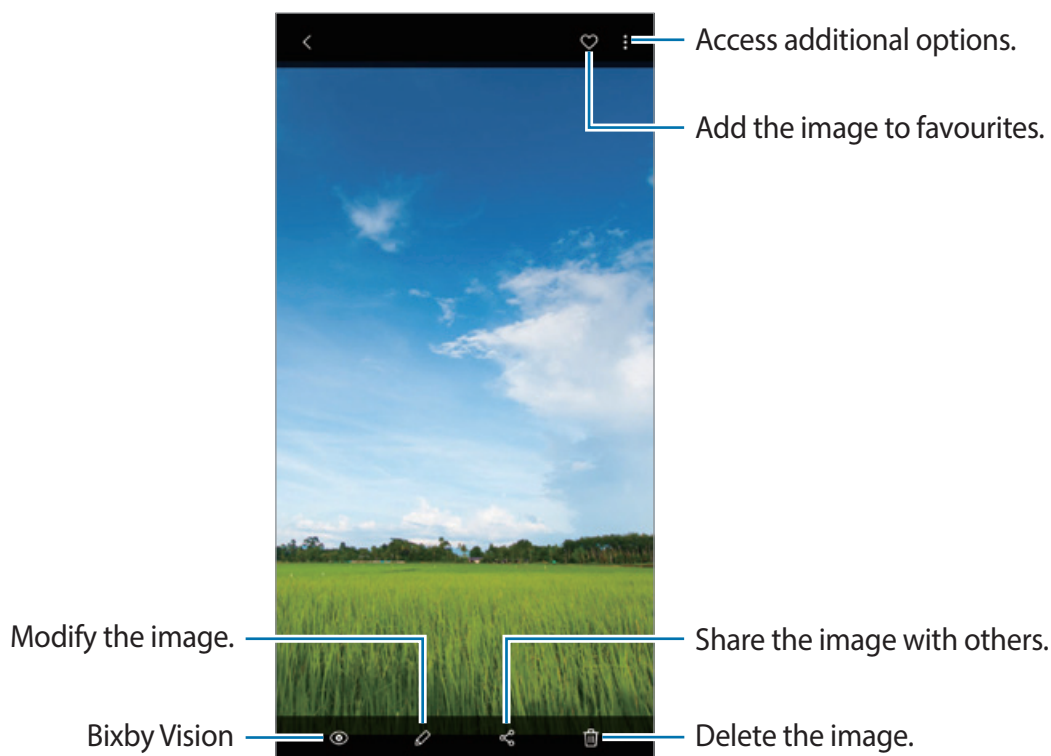 Access additional options.
Add the image to favourites.
Modify the image.
Share the image with others.
Bixby Vision
Delete the image.